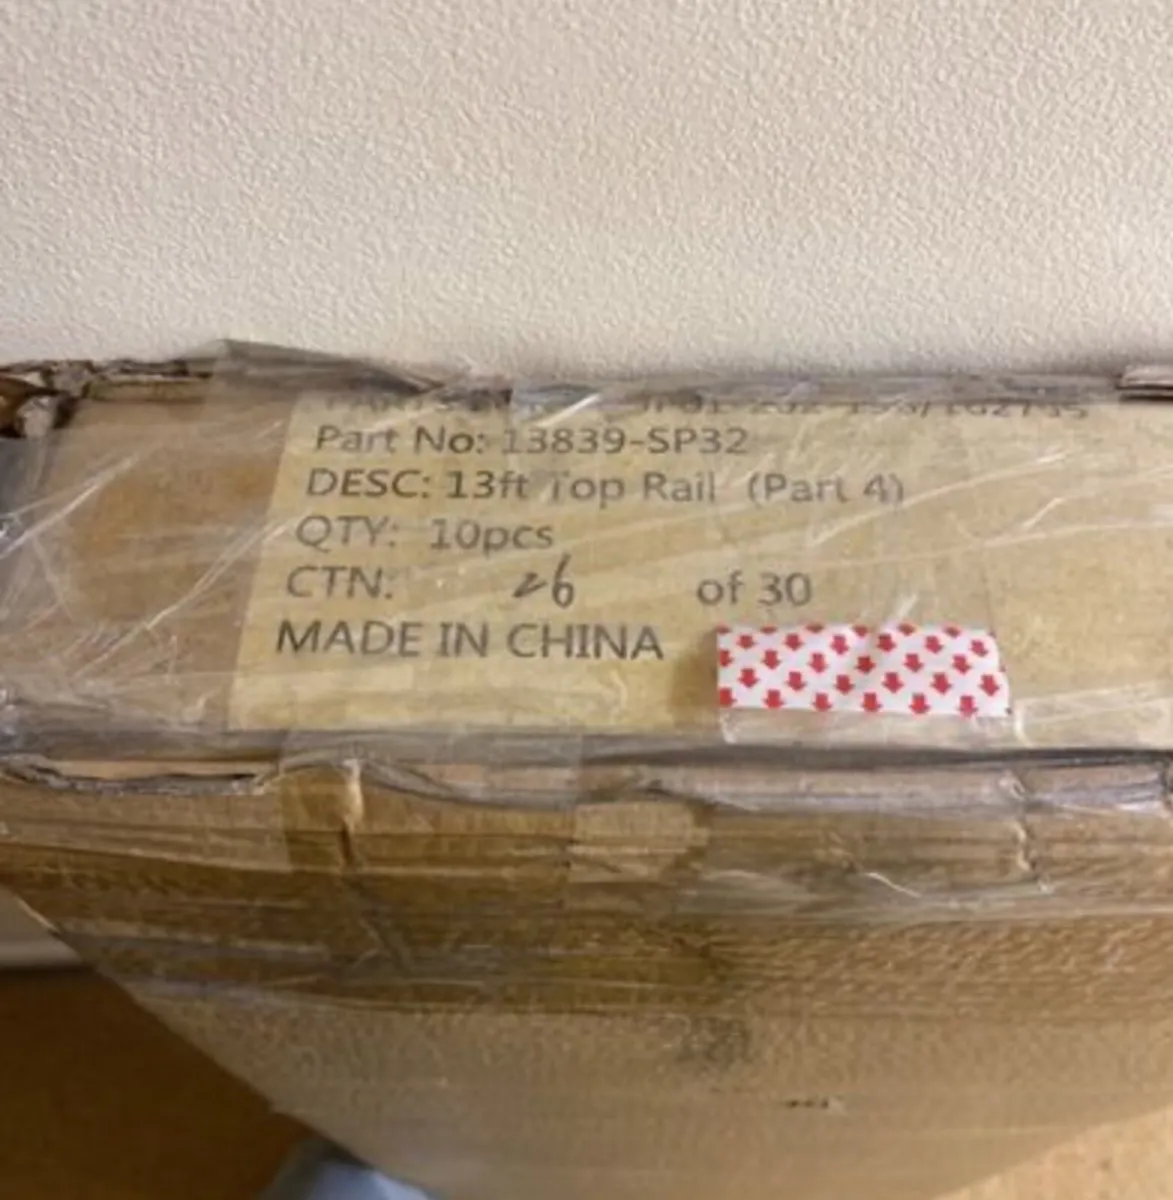 Part No: 13839-SP32
DESC: 13ft Top Rail (Part 4)
QTY: 10pcs
CTN: 26 of 30
MADE IN CHINA